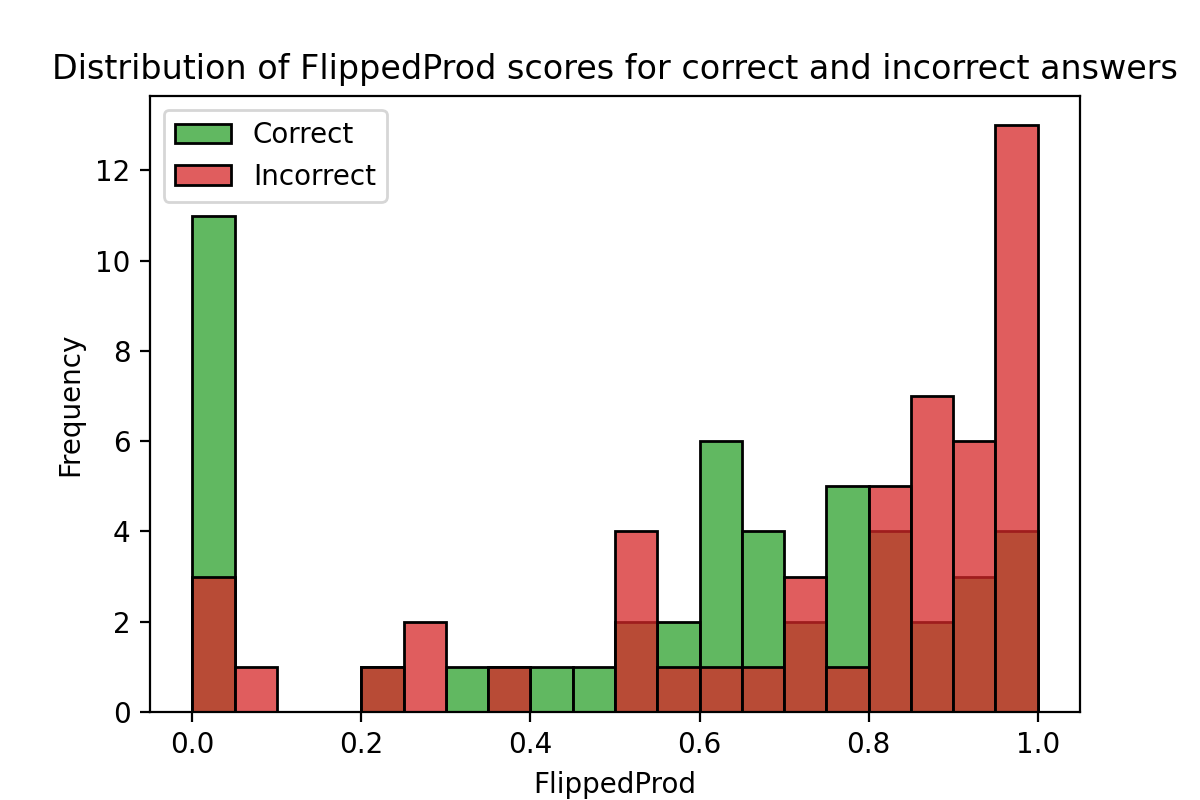 Distribution of FlippedProd scores for correct and incorrect answers
Correct
Incorrect
Frequency
12
10
8
6
4
2
0
0.0 0.2 0.4 0.6 0.8 1.0
FlippedProd